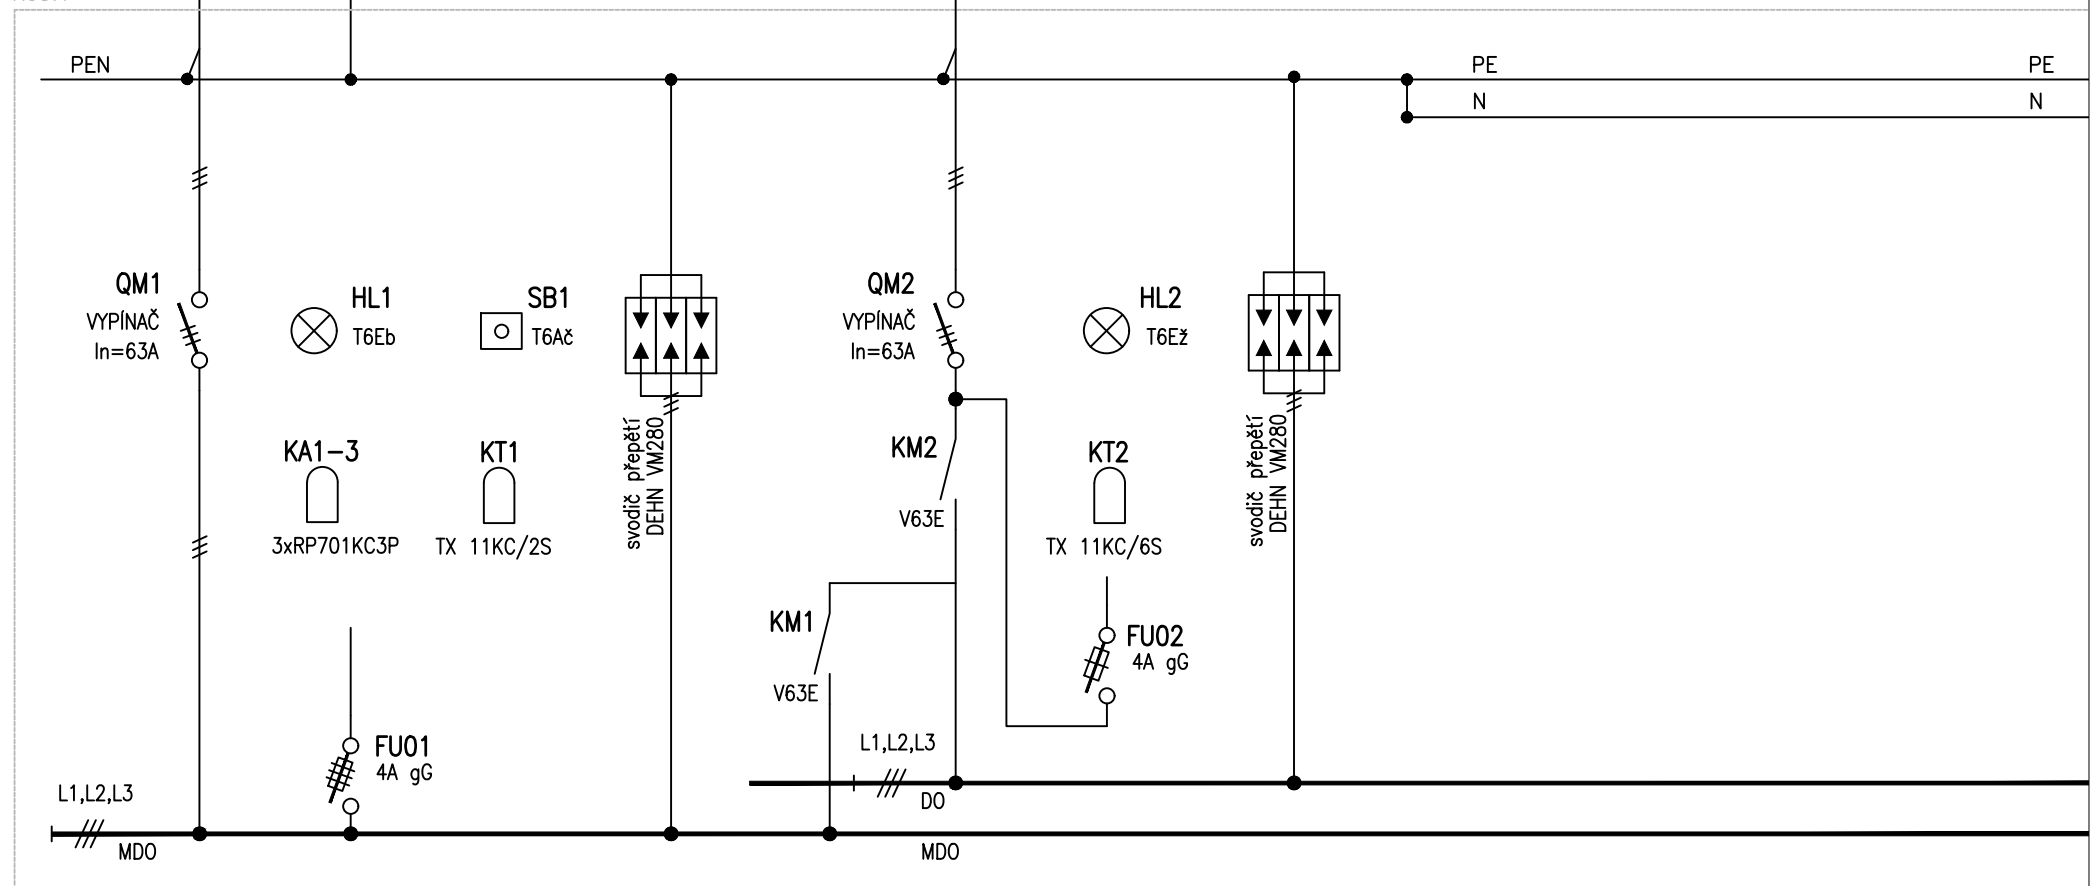 PEN
PE
PE
N
N
QM1
VYPÍNAČ
In=63A
HL1
T6Eb
SB1
T6Ač
svodič přepětí
DEHN VM280
QM2
VYPÍNAČ
In=63A
HL2
T6Ež
svodič přepětí
DEHN VM280
KA1-3
3xRP701KC3P
KT1
TX 11KC/2S
KM2
V63E
KT2
TX 11KC/6S
KM1
V63E
FU02
4A gG
FU01
4A gG
L1,L2,L3
DO
L1,L2,L3
MDO
MDO